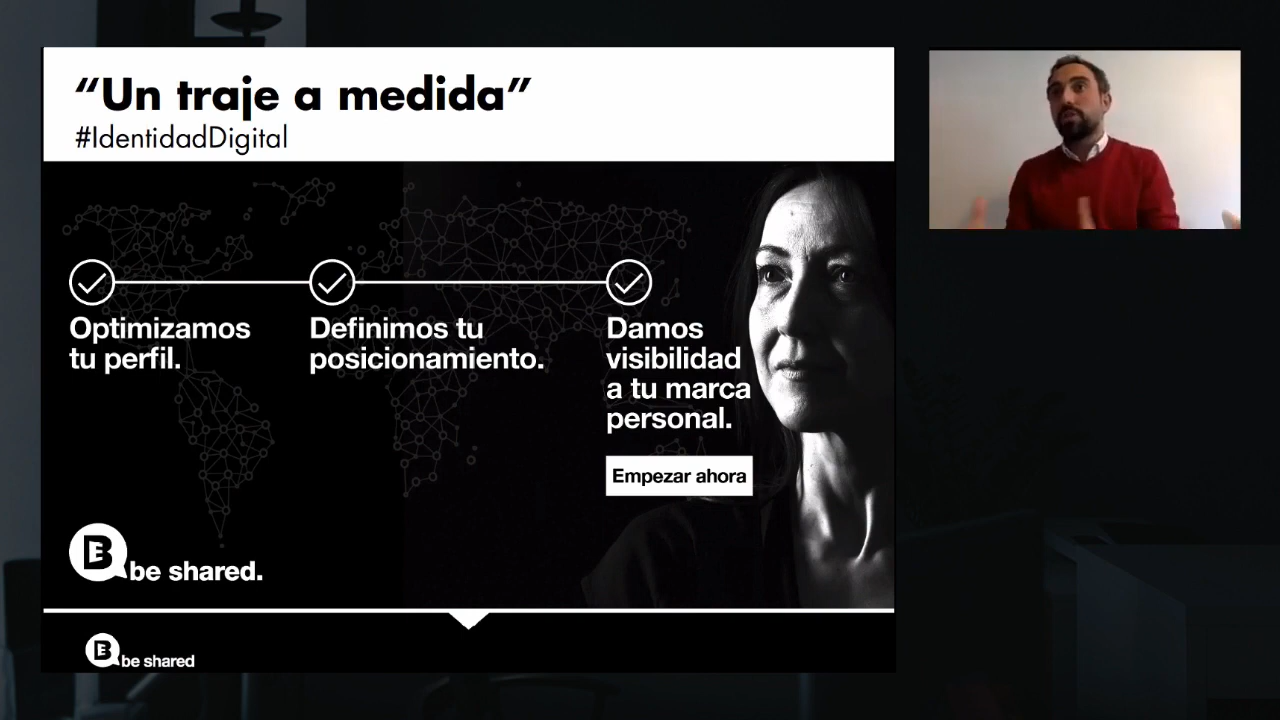 “Un traje a medida”
#IdentidadDigital
Optimizamos
tu perfil.
Definimos tu
posicionamiento.
Damos
visibilidad
a tu marca
personal.
Empezar ahora
B be shared.
B be shared